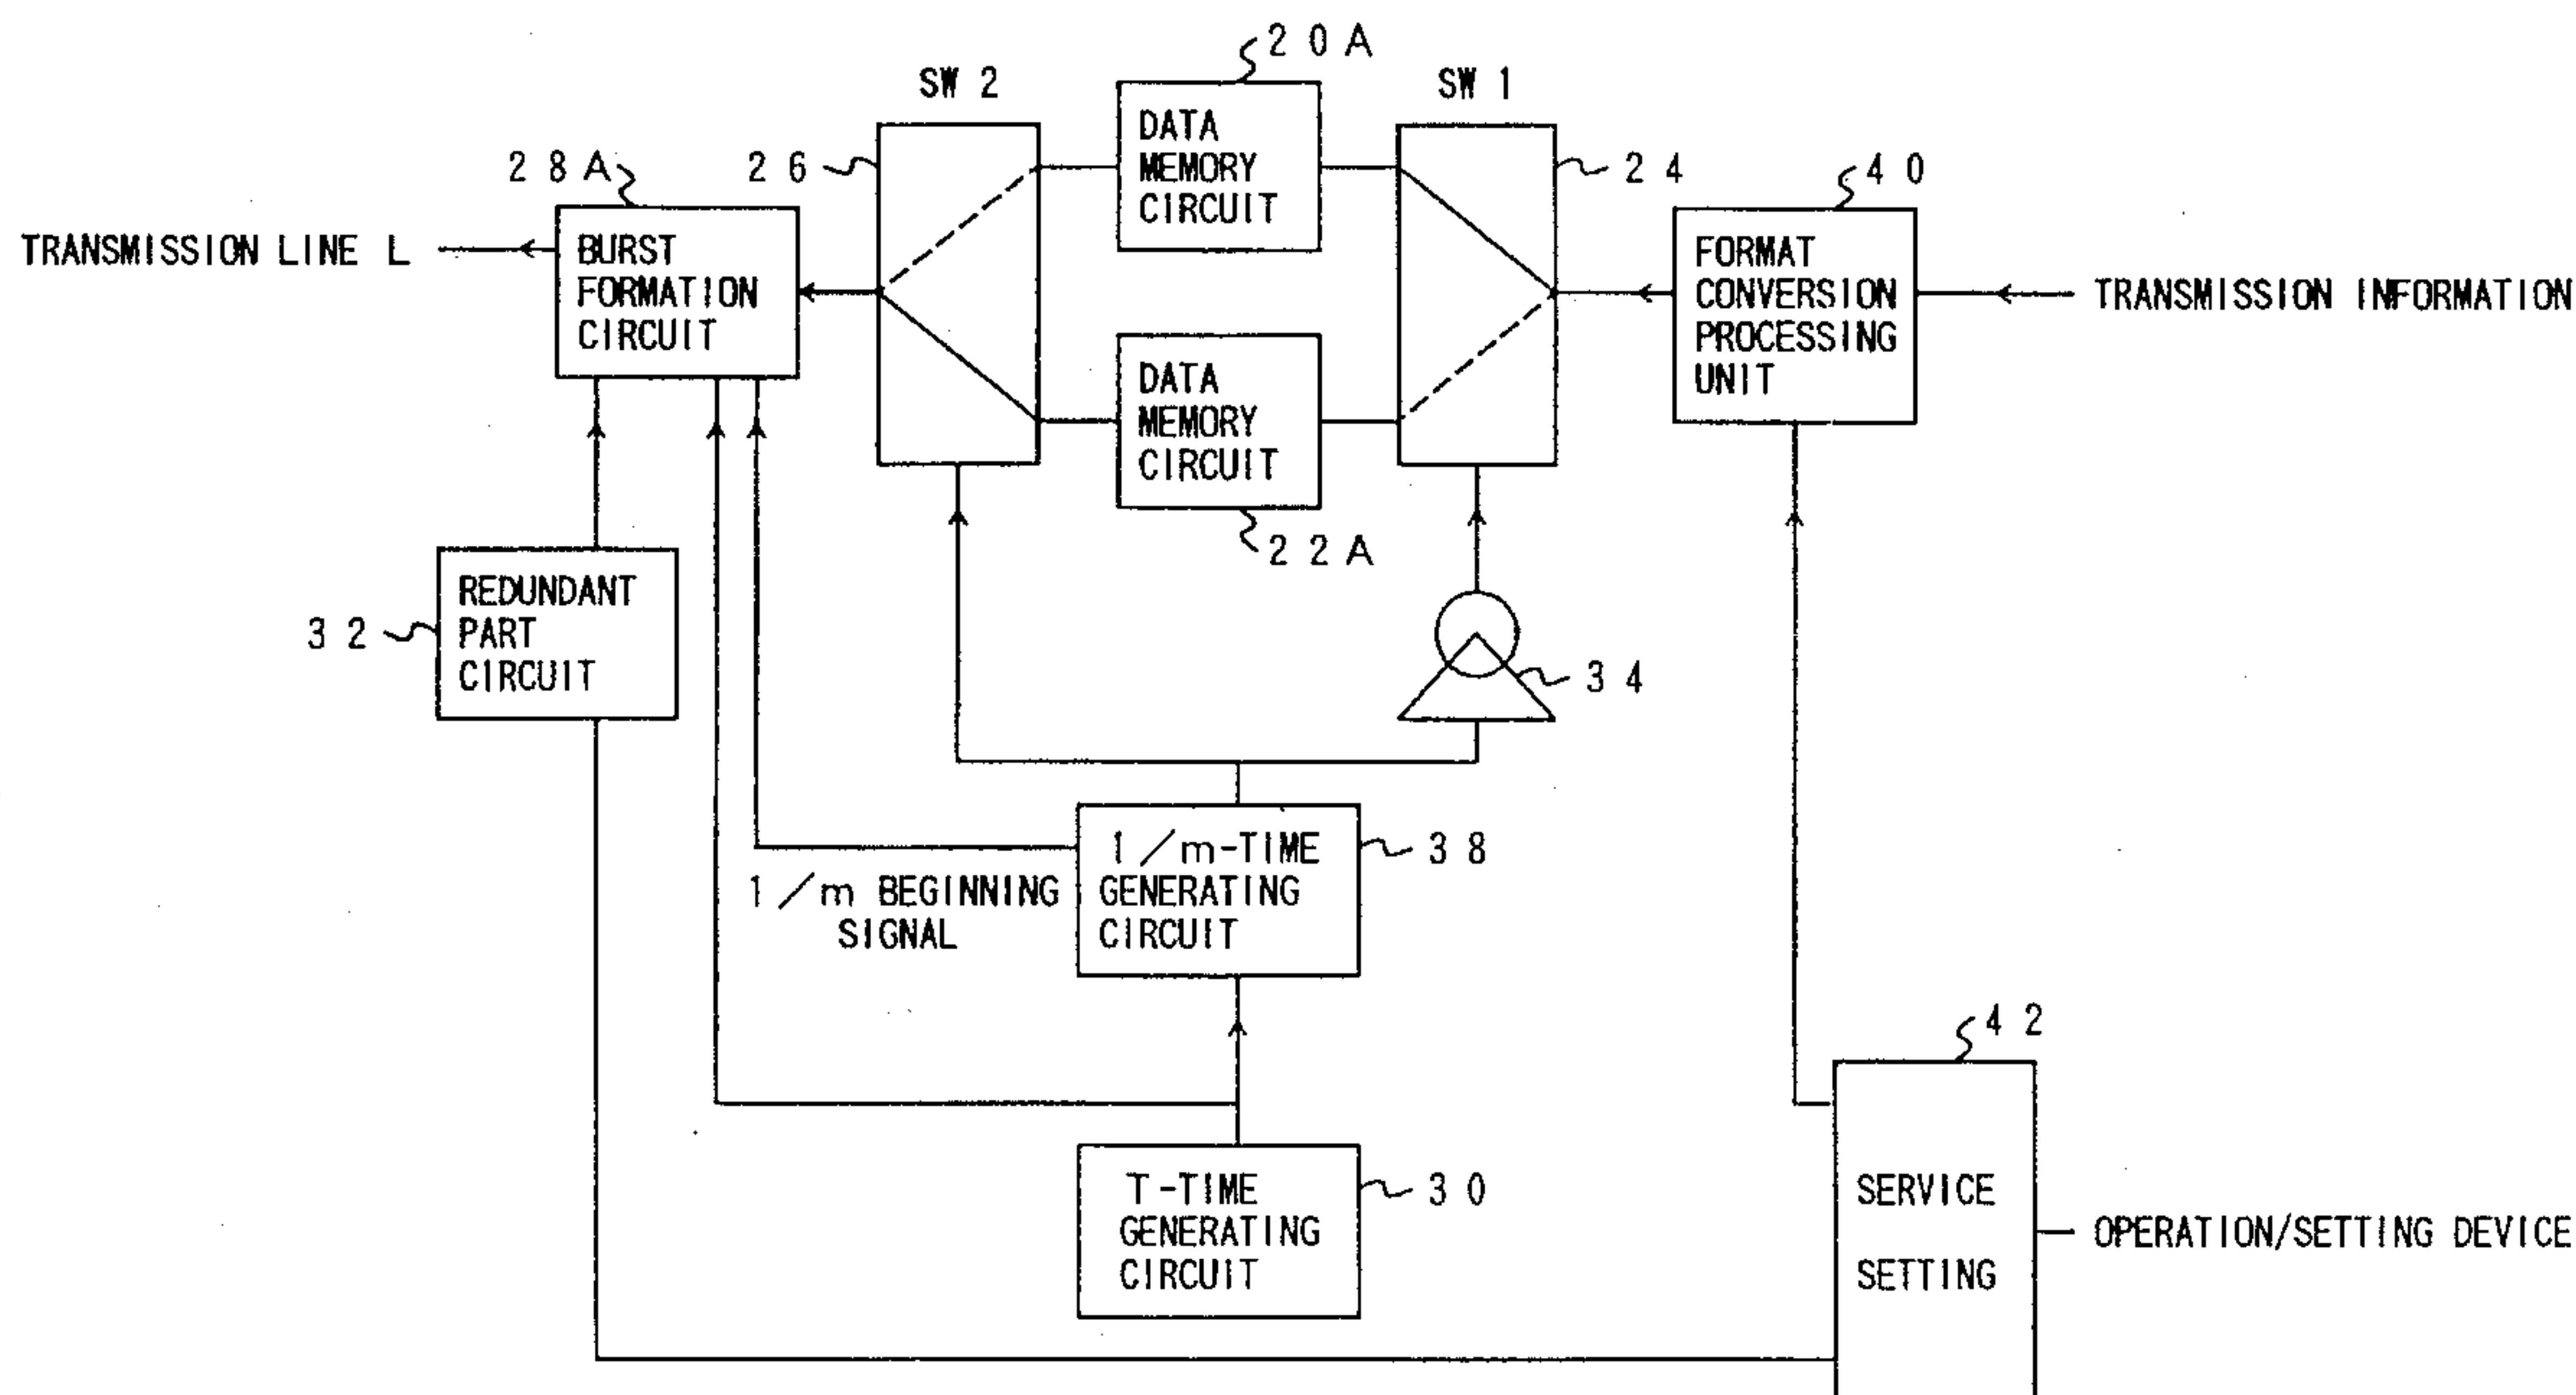 20A
SW 2
SW 1
DATA
MEMORY
CIRCUIT
28A
26
24
40
TRANSMISSION LINE L
BURST
FORMATION
CIRCUIT
FORMAT
CONVERSION
PROCESSING
UNIT
TRANSMISSION INFORMATION
DATA
MEMORY
CIRCUIT
22A
REDUNDANT
PART
CIRCUIT
32
34
1/m-TIME
GENERATING
CIRCUIT
38
1/m BEGINNING
SIGNAL
42
T-TIME
GENERATING
CIRCUIT
30
SERVICE
SETTING
OPERATION/SETTING DEVICE